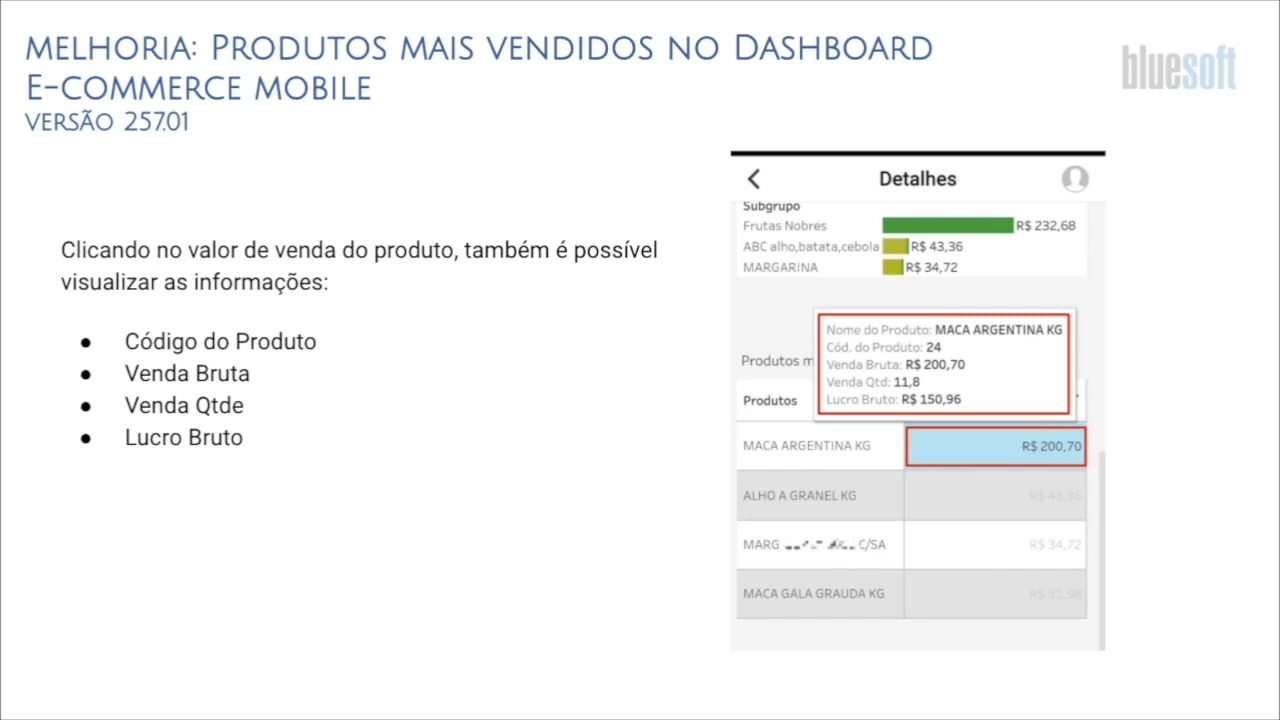 MELHORIA: PRODUTOS MAIS VENDIDOS NO DASHBOARD
E-COMMERCE MOBILE
VERSÃO 257.01
bluesoft
Clicando no valor de venda do produto, também é possível
visualizar as informações:
● Código do Produto
● Venda Bruta
● Venda Qtde
● Lucro Bruto
Detalhes
Subgrupo
Frutas Nobres R$ 232,68
ABC alho,batata,cebola R$ 43,36
MARGARINA R$ 34,72
Nome do Produto: MACA ARGENTINA KG
Cód. do Produto: 24
Venda Bruta: R$ 200,70
Venda Qtd: 11,8
Lucro Bruto: R$ 150,96
Produtos m
Produtos
MACA ARGENTINA KG R$ 200,70
ALHO A GRANEL KG R$ 43,36
MARG C/SA R$ 34,72
MACA GALA GRAUDA KG R$ 31,98